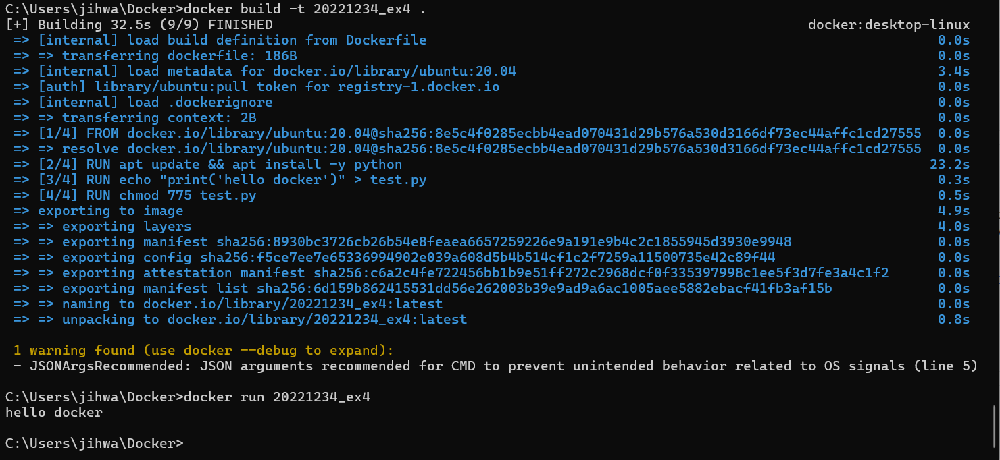 C:\Users\jihwa\Docker>docker build -t 20221234_ex4 .
[+] Building 32.5s (9/9) FINISHED docker:desktop-linux
=> [internal] load build definition from Dockerfile 0.0s
=> => transferring dockerfile: 186B 0.0s
=> [internal] load metadata for docker.io/library/ubuntu:20.04 3.4s
=> [auth] library/ubuntu:pull token for registry-1.docker.io 0.0s
=> [internal] load .dockerignore 0.0s
=> => transferring context: 2B 0.0s
=> [1/4] FROM docker.io/library/ubuntu:20.04@sha256:8e5c4f0285ecbb4ead070431d29b576a530d3166df73ec44affc1cd27555 0.0s
=> => resolve docker.io/library/ubuntu:20.04@sha256:8e5c4f0285ecbb4ead070431d29b576a530d3166df73ec44affc1cd27555 0.0s
=> [2/4] RUN apt update && apt install -y python 23.2s
=> [3/4] RUN echo "print('hello docker')" > test.py 0.3s
=> [4/4] RUN chmod 775 test.py 0.5s
=> exporting to image 4.9s
=> => exporting layers 4.0s
=> => exporting manifest sha256:8930bc3726cb26b54e8feaea6657259226e9a191e9b4c2c1855945d3930e9948 0.0s
=> => exporting config sha256:f5ce7ee7e65336994902e039a608d5b4b514cf1c2f7259a11500735e42c89f44 0.0s
=> => exporting attestation manifest sha256:c6a2c4fe722456bb1b9e51ff272c2968dcf0f335397998c1ee5f3d7fe3a4c1f2 0.0s
=> => exporting manifest list sha256:6d159b862415531dd56e262003b39e9ad9a6ac1005aee5882ebacf41fb3af15b 0.0s
=> => naming to docker.io/library/20221234_ex4:latest 0.0s
=> => unpacking to docker.io/library/20221234_ex4:latest 0.8s
1 warning found (use docker --debug to expand):
- JSONArgsRecommended: JSON arguments recommended for CMD to prevent unintended behavior related to OS signals (line 5)
C:\Users\jihwa\Docker>docker run 20221234_ex4
hello docker
C:\Users\jihwa\Docker>